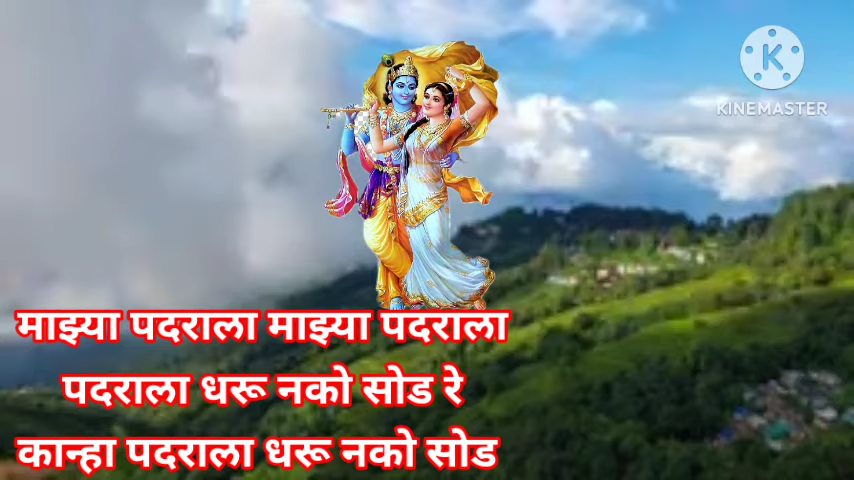 KINEMASTER
माझ्या पदराला माझ्या पदराला
पदराला धरू नको सोड रे
कान्हा पदराला धरू नको सोड